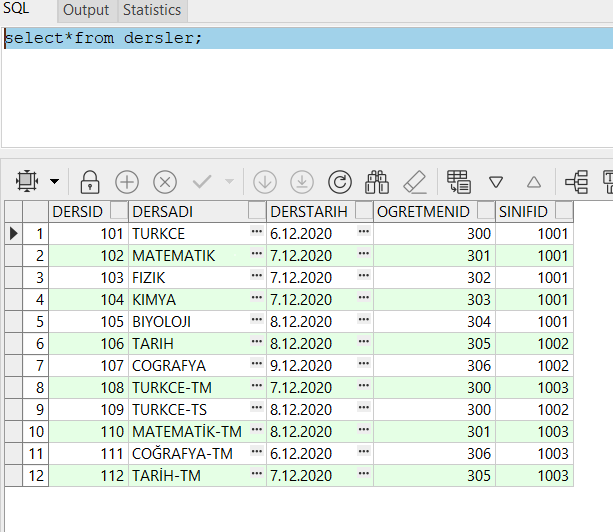 SQL Output Statistics
select*from dersler;
DERSID DERSADI DERSTARIH OGRETMENID SINIFID
1 101 TURKCE ... 6.12.2020 ... 300 1001
2 102 MATEMATIK ... 7.12.2020 ... 301 1001
3 103 FIZIK ... 7.12.2020 ... 302 1001
4 104 KIMYA ... 7.12.2020 ... 303 1001
5 105 BIYOLOJI ... 8.12.2020 ... 304 1001
6 106 TARIH ... 8.12.2020 ... 305 1002
7 107 COGRAFYA ... 9.12.2020 ... 306 1002
8 108 TURKCE-TM ... 7.12.2020 ... 300 1003
9 109 TURKCE-TS ... 8.12.2020 ... 300 1002
10 110 MATEMATİK-TM ... 8.12.2020 ... 301 1003
11 111 COĞRAFYA-TM ... 6.12.2020 ... 306 1003
12 112 TARİH-TM ... 7.12.2020 ... 305 1003